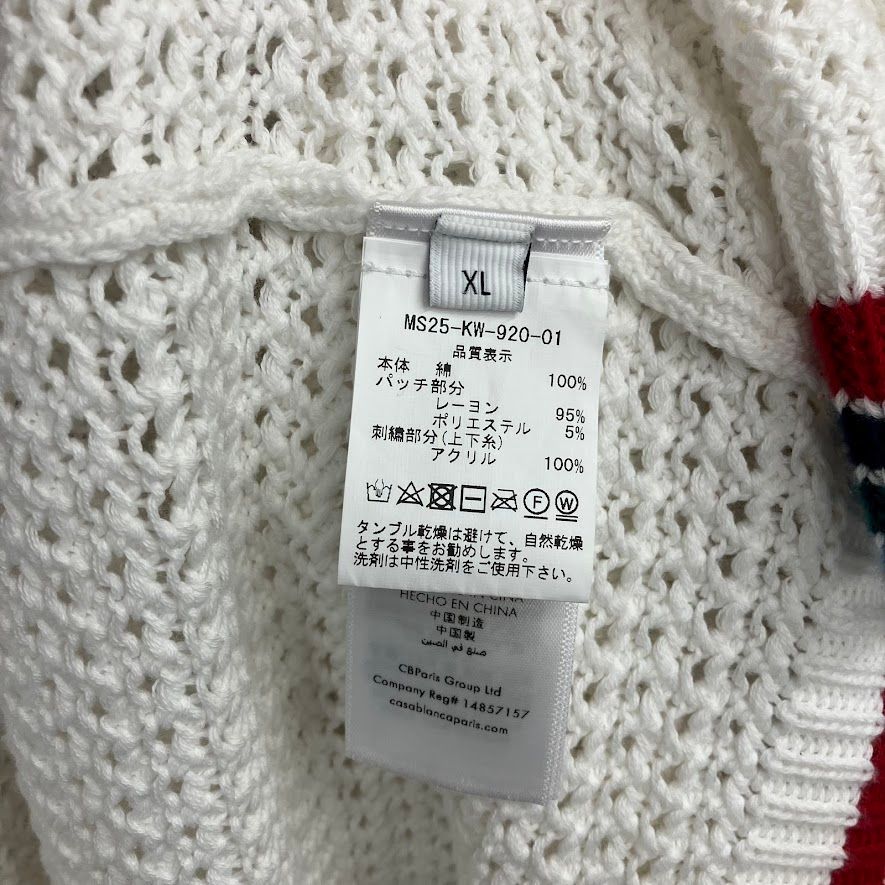 XL
MS25-KW-920-01
品質表示
本体 綿 100%
パッチ部分
レーヨン 95%
ポリエステル 5%
刺繍部分(上下糸)
アクリル 100%
F W
タンブル乾燥は避けて、自然乾燥
とする事をお勧めします。
洗剤は中性洗剤をご使用下さい。
IN CINA
HECHO EN CHINA
中国制造
中国製
صنع في الصين
CBParis Group Ltd
Company Reg# 14857157
casablancaparis.com